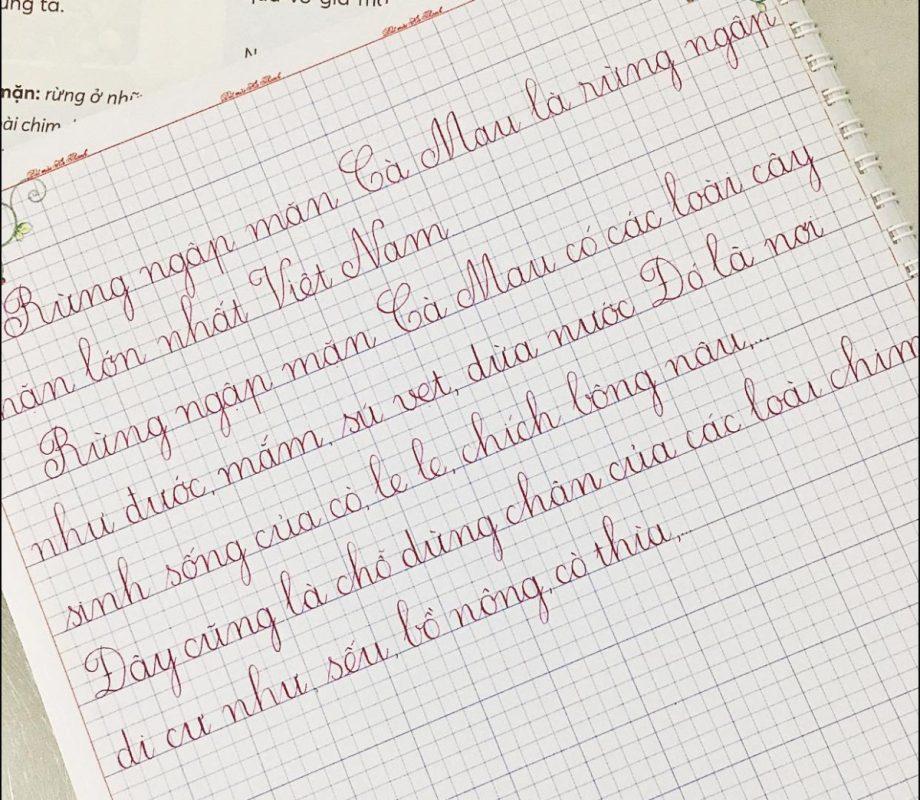 ung ta.
mặn: rừng ở nhữ
ài chim
Rừng ngập mặn Cà Mau là rừng ngập
mặn lớn nhất Việt Nam
Rừng ngập mặn Cà Mau có các loài cây
như đước, mắm, sú vẹt, dừa nước Đó là nơi
sinh sống của cò, le le, chích bông nâu,...
Đây cũng là chỗ dừng chân của các loài chim
di cư như, sếu, bồ nông, cò thìa,..